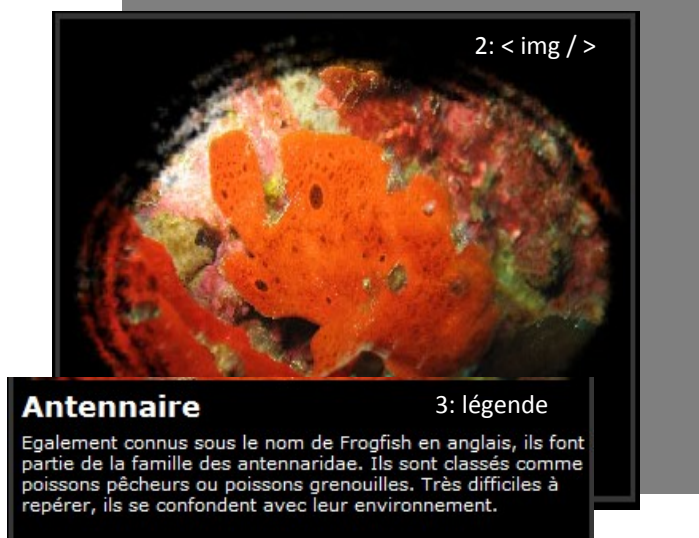 2: < img / >
Antennaire
3: légende
Egalement connus sous le nom de Frogfish en anglais, ils font
partie de la famille des antennaridae. Ils sont classés comme
poissons pêcheurs ou poissons grenouilles. Très difficiles à
repérer, ils se confondent avec leur environnement.